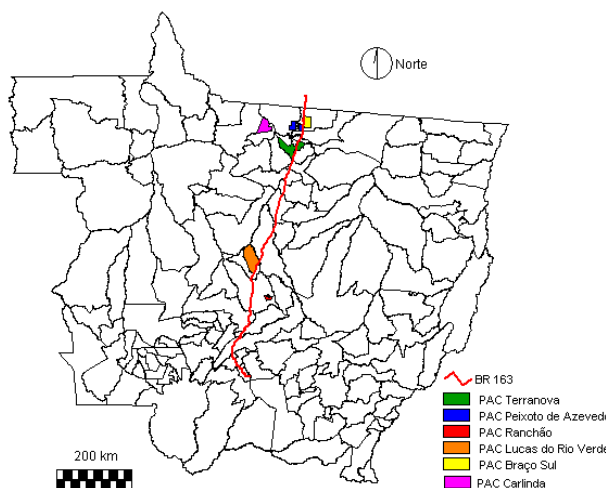 Norte
BR 163
PAC Terranova
PAC Peixoto de Azevedo
PAC Ranchão
PAC Lucas do Rio Verde
PAC Braço Sul
PAC Carlinda
200 km